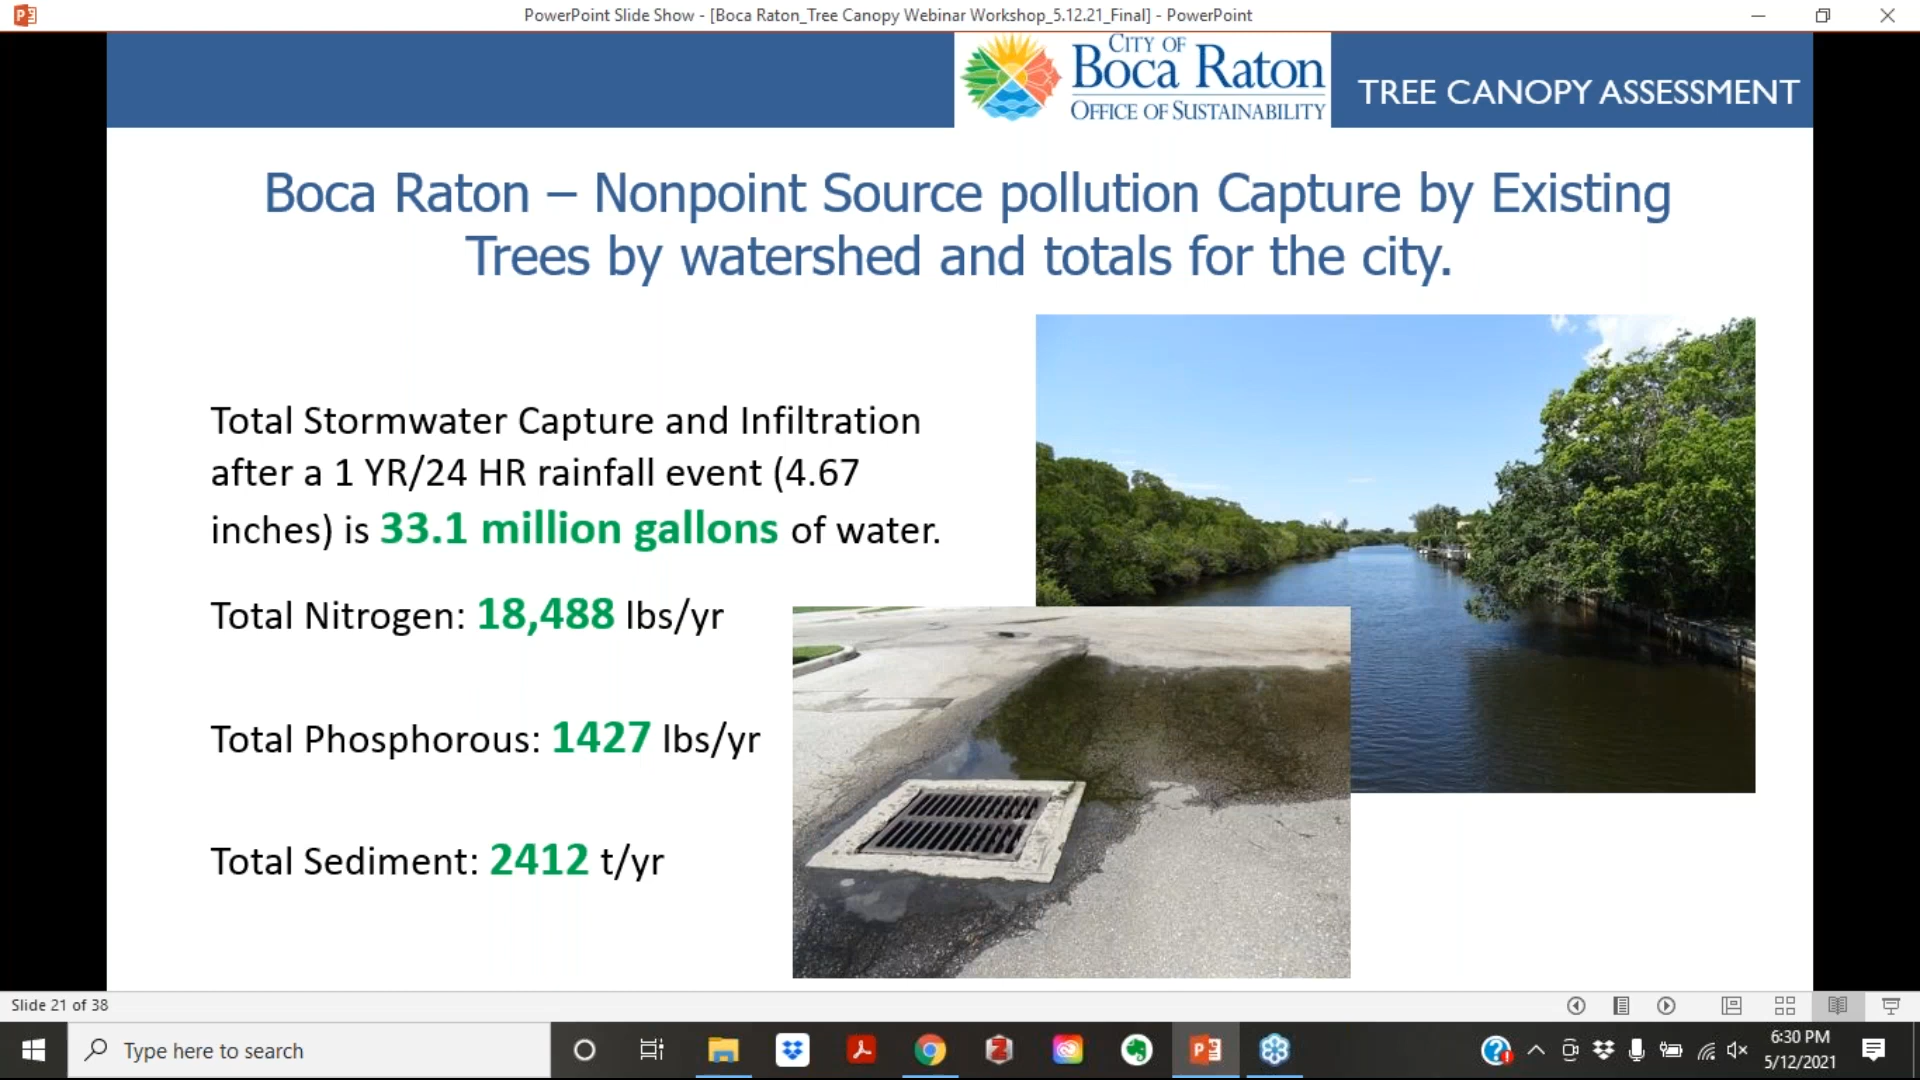 PowerPoint Slide Show - [Boca Raton_Tree Canopy Webinar Workshop_5.12.21_Final] - PowerPoint
CITY OF
Boca Raton
OFFICE OF SUSTAINABILITY
TREE CANOPY ASSESSMENT
Boca Raton – Nonpoint Source pollution Capture by Existing
Trees by watershed and totals for the city.
Total Stormwater Capture and Infiltration
after a 1 YR/24 HR rainfall event (4.67
inches) is 33.1 million gallons of water.
Total Nitrogen: 18,488 lbs/yr
Total Phosphorous: 1427 lbs/yr
Total Sediment: 2412 t/yr
Slide 21 of 38
Type here to search
6:30 PM
5/12/2021